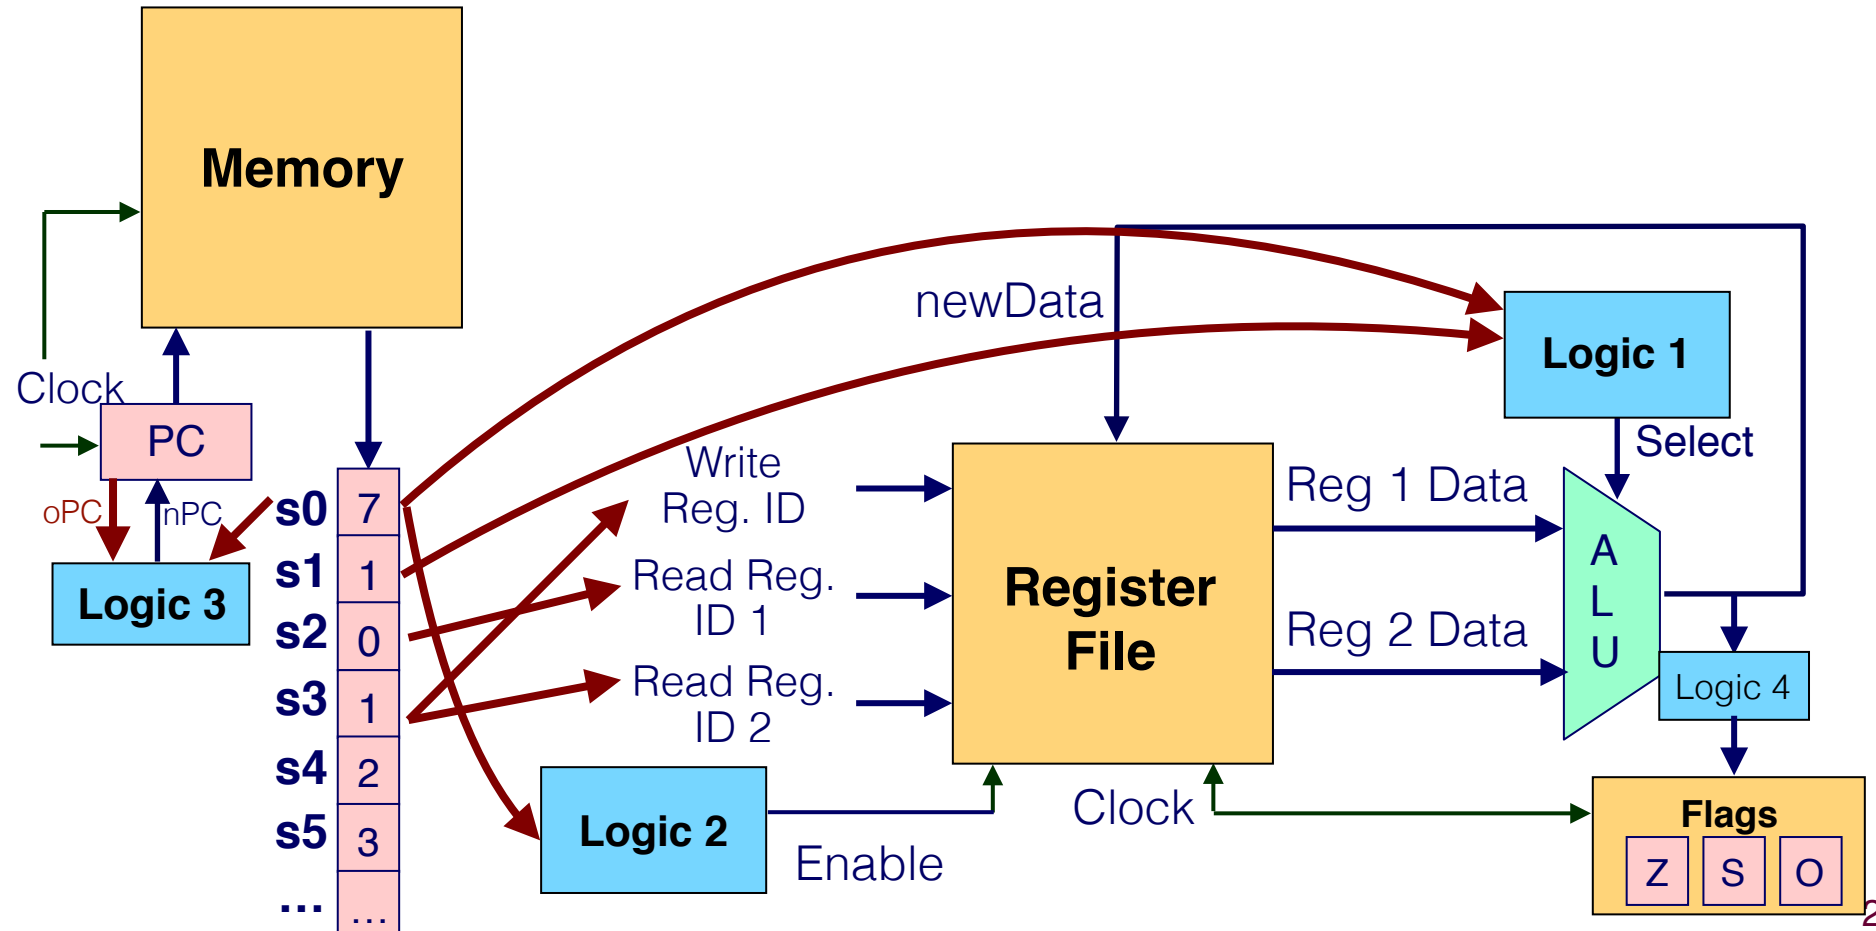 Memory
Clock
PC
oPC
nPC
Logic 3
s0 7
s1 1
s2 0
s3 1
s4 2
s5 3
... ...
newData
Write
Reg. ID
Read Reg.
ID 1
Read Reg.
ID 2
Logic 2
Enable
Register
File
Clock
Reg 1 Data
Reg 2 Data
Logic 1
Select
A
L
U
Logic 4
Flags
Z S O